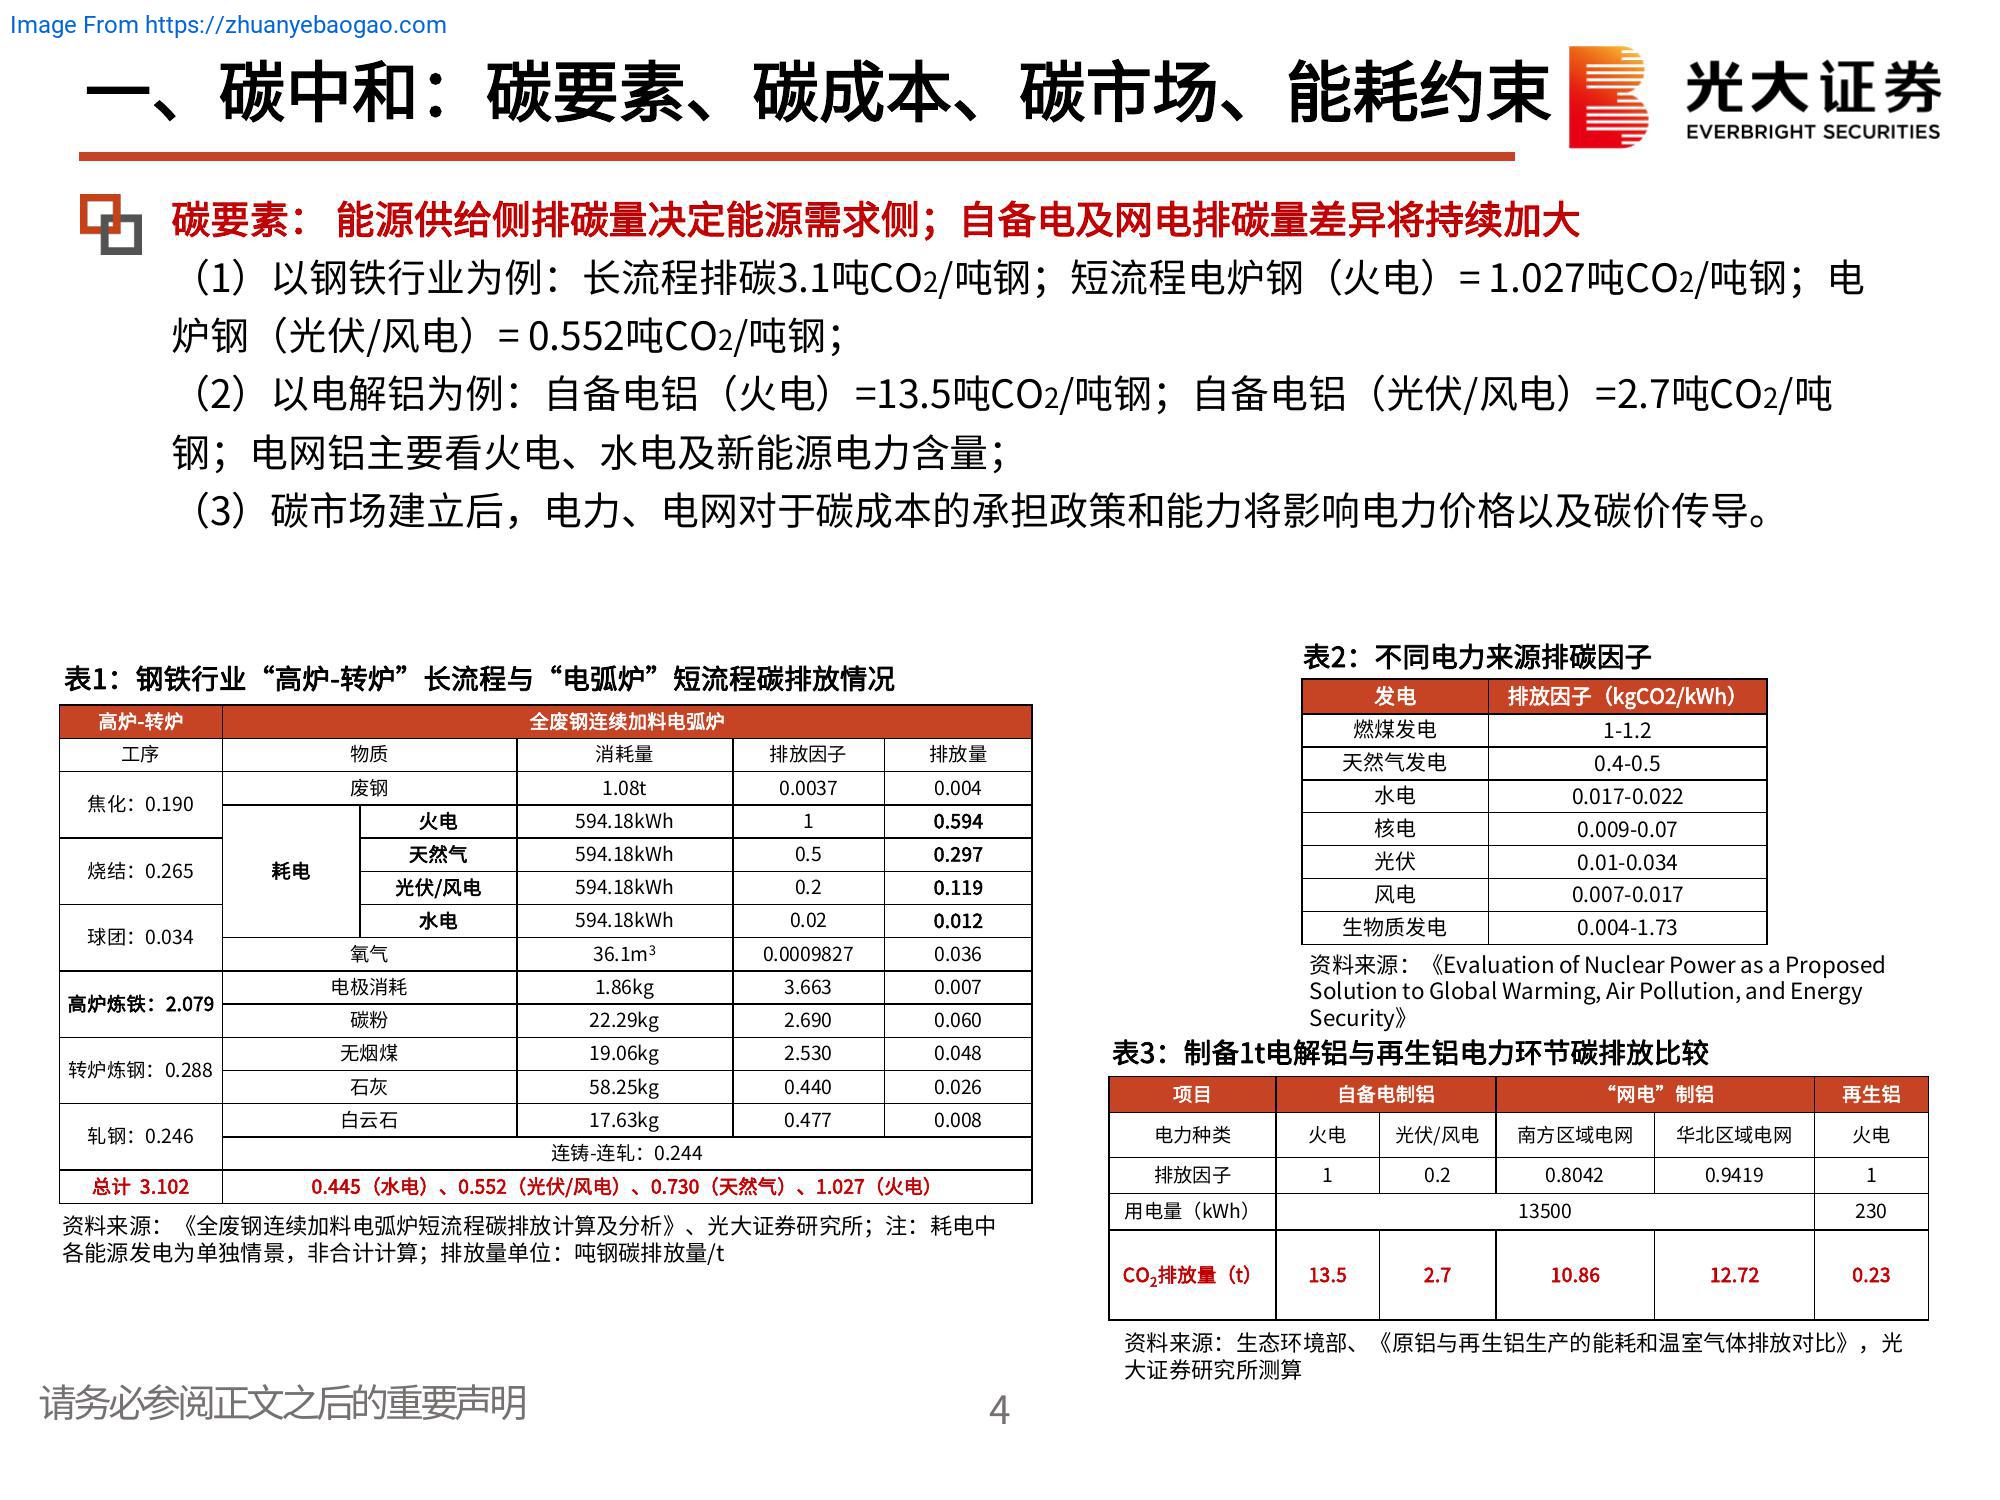 Image From https://zhuanyebaogao.com
一、碳中和：碳要素、碳成本、碳市场、能耗约束
光大证券
EVERBRIGHT SECURITIES
碳要素： 能源供给侧排碳量决定能源需求侧；自备电及网电排碳量差异将持续加大
（1）以钢铁行业为例：长流程排碳3.1吨CO2/吨钢；短流程电炉钢（火电）= 1.027吨CO2/吨钢；电
炉钢（光伏/风电）= 0.552吨CO2/吨钢；
（2）以电解铝为例：自备电铝（火电）=13.5吨CO2/吨钢；自备电铝（光伏/风电）=2.7吨CO2/吨
钢；电网铝主要看火电、水电及新能源电力含量；
（3）碳市场建立后，电力、电网对于碳成本的承担政策和能力将影响电力价格以及碳价传导。
表1：钢铁行业“高炉-转炉”长流程与“电弧炉”短流程碳排放情况
高炉-转炉 全废钢连续加料电弧炉
工序 物质 消耗量 排放因子 排放量
焦化：0.190
废钢 1.08t 0.0037 0.004
耗电
火电 594.18kWh 1 0.594
烧结：0.265
天然气 594.18kWh 0.5 0.297
光伏/风电 594.18kWh 0.2 0.119
球团：0.034
水电 594.18kWh 0.02 0.012
氧气 36.1m³ 0.0009827 0.036
高炉炼铁：2.079
电极消耗 1.86kg 3.663 0.007
碳粉 22.29kg 2.690 0.060
转炉炼钢：0.288
无烟煤 19.06kg 2.530 0.048
石灰 58.25kg 0.440 0.026
轧钢：0.246
白云石 17.63kg 0.477 0.008
连铸-连轧：0.244
总计 3.102 0.445（水电）、0.552（光伏/风电）、0.730（天然气）、1.027（火电）
资料来源：《全废钢连续加料电弧炉短流程碳排放计算及分析》、光大证券研究所；注：耗电中
各能源发电为单独情景，非合计计算；排放量单位：吨钢碳排放量/t
表2：不同电力来源排碳因子
发电 排放因子（kgCO2/kWh）
燃煤发电 1-1.2
天然气发电 0.4-0.5
水电 0.017-0.022
核电 0.009-0.07
光伏 0.01-0.034
风电 0.007-0.017
生物质发电 0.004-1.73
资料来源：《Evaluation of Nuclear Power as a Proposed
Solution to Global Warming, Air Pollution, and Energy
Security》
表3：制备1t电解铝与再生铝电力环节碳排放比较
项目 自备电制铝 “网电”制铝 再生铝
电力种类 火电 光伏/风电 南方区域电网 华北区域电网 火电
排放因子 1 0.2 0.8042 0.9419 1
用电量（kWh） 13500 230
CO₂排放量（t） 13.5 2.7 10.86 12.72 0.23
资料来源：生态环境部、《原铝与再生铝生产的能耗和温室气体排放对比》，光
大证券研究所测算
请务必参阅正文之后的重要声明
4